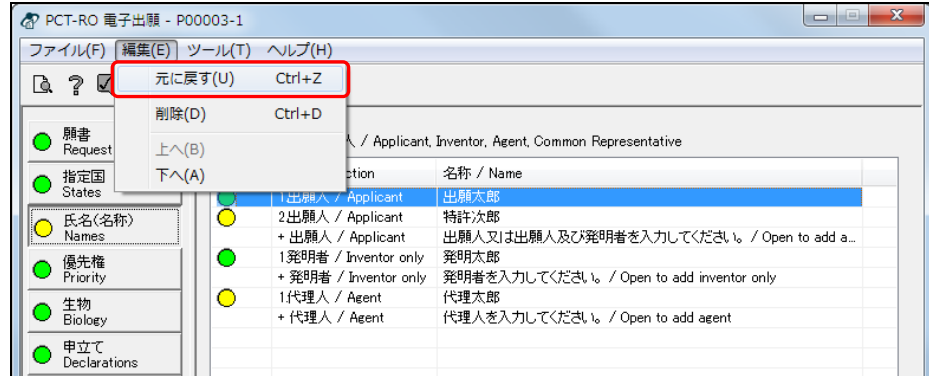 PCT-RO 電子出願 - P00003-1
ファイル(F) 編集(E) ツール(T) ヘルプ(H)
元に戻す(U) Ctrl+Z
削除(D) Ctrl+D
上へ(B)
下へ(A)
/ Applicant, Inventor, Agent, Common Representative
願書
Request
指定国
States
氏名(名称)
Names
優先権
Priority
生物
Biology
申立て
Declarations
ction 名称 / Name
1出願人 / Applicant 出願太郎
2出願人 / Applicant 特許次郎
+ 出願人 / Applicant 出願人又は出願人及び発明者を入力してください。 / Open to add a...
1発明者 / Inventor only 発明太郎
+ 発明者 / Inventor only 発明者を入力してください。 / Open to add inventor only
1代理人 / Agent 代理太郎
+ 代理人 / Agent 代理人を入力してください。 / Open to add agent